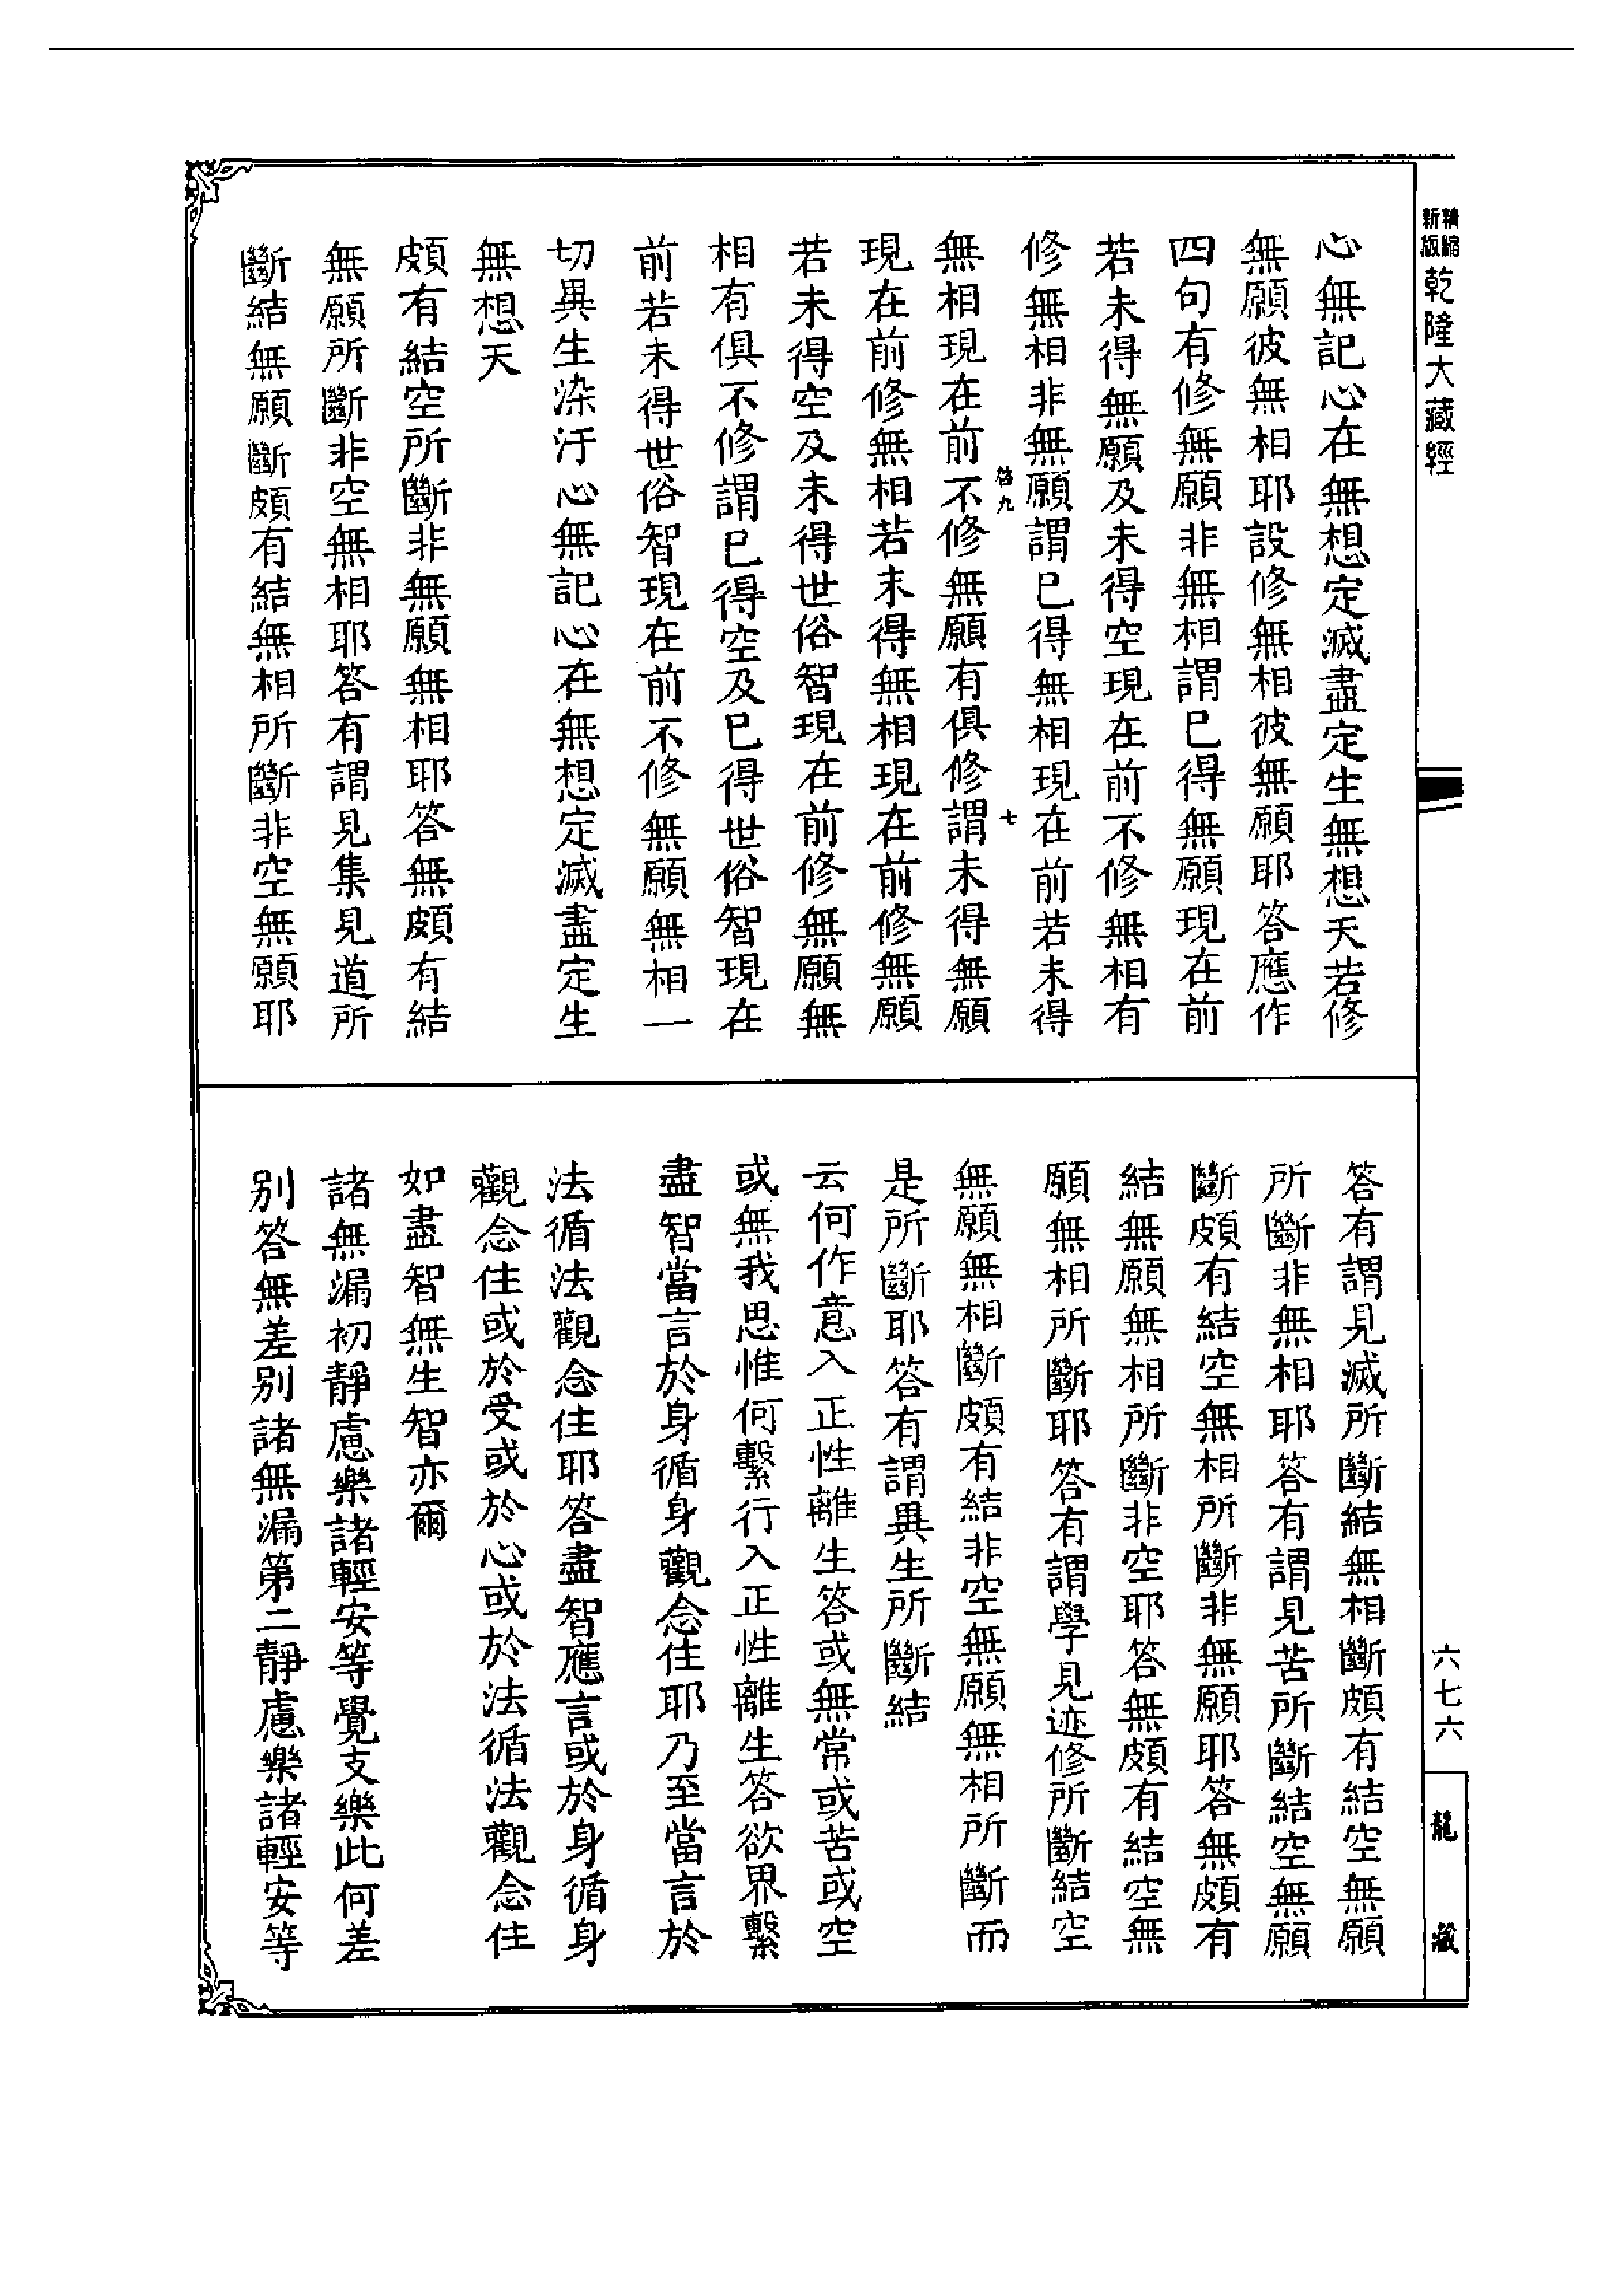 新版精縮乾隆大藏經
心無記心在無想定滅盡定生無想天若修
無願彼無相耶設修無相彼無願耶答應作
四句有修無願非無相謂巳得無願現在前
若未得無願及未得空現在前不修無相有
修無相非無願謂巳得無相現在前若未得
啓九 七
無相現在前不修無願有俱修謂未得無願
現在前修無相若未得無相現在前修無願
若未得空及未得世俗智現在前修無願無
相有俱不修謂巳得空及巳得世俗智現在
前若未得世俗智現在前不修無願無相一
切異生染汙心無記心在無想定滅盡定生
無想天
頗有結空所斷非無願無相耶答無頗有結
無願所斷非空無相耶答有謂見集見道所
斷結無願斷頗有結無相所斷非空無願耶
答有謂見滅所斷結無相斷頗有結空無願
所斷非無相耶答有謂見苦所斷結空無願
斷頗有結空無相所斷非無願耶答無頗有
結無願無相所斷非空耶答無頗有結空無
願無相所斷耶答有謂學見迹修所斷結空
無願無相斷頗有結非空無願無相所斷而
是所斷耶答有謂異生所斷結
云何作意入正性離生答或無常或苦或空
或無我思惟何繫行入正性離生答欲界繫
盡智當言於身循身觀念住耶乃至當言於
法循法觀念住耶答盡智應言或於身循身
觀念住或於受或於心或於法循法觀念住
如盡智無生智亦爾
諸無漏初靜慮樂諸輕安等覺支樂此何差
別答無差別諸無漏第二靜慮樂諸輕安等
六七六
龍藏